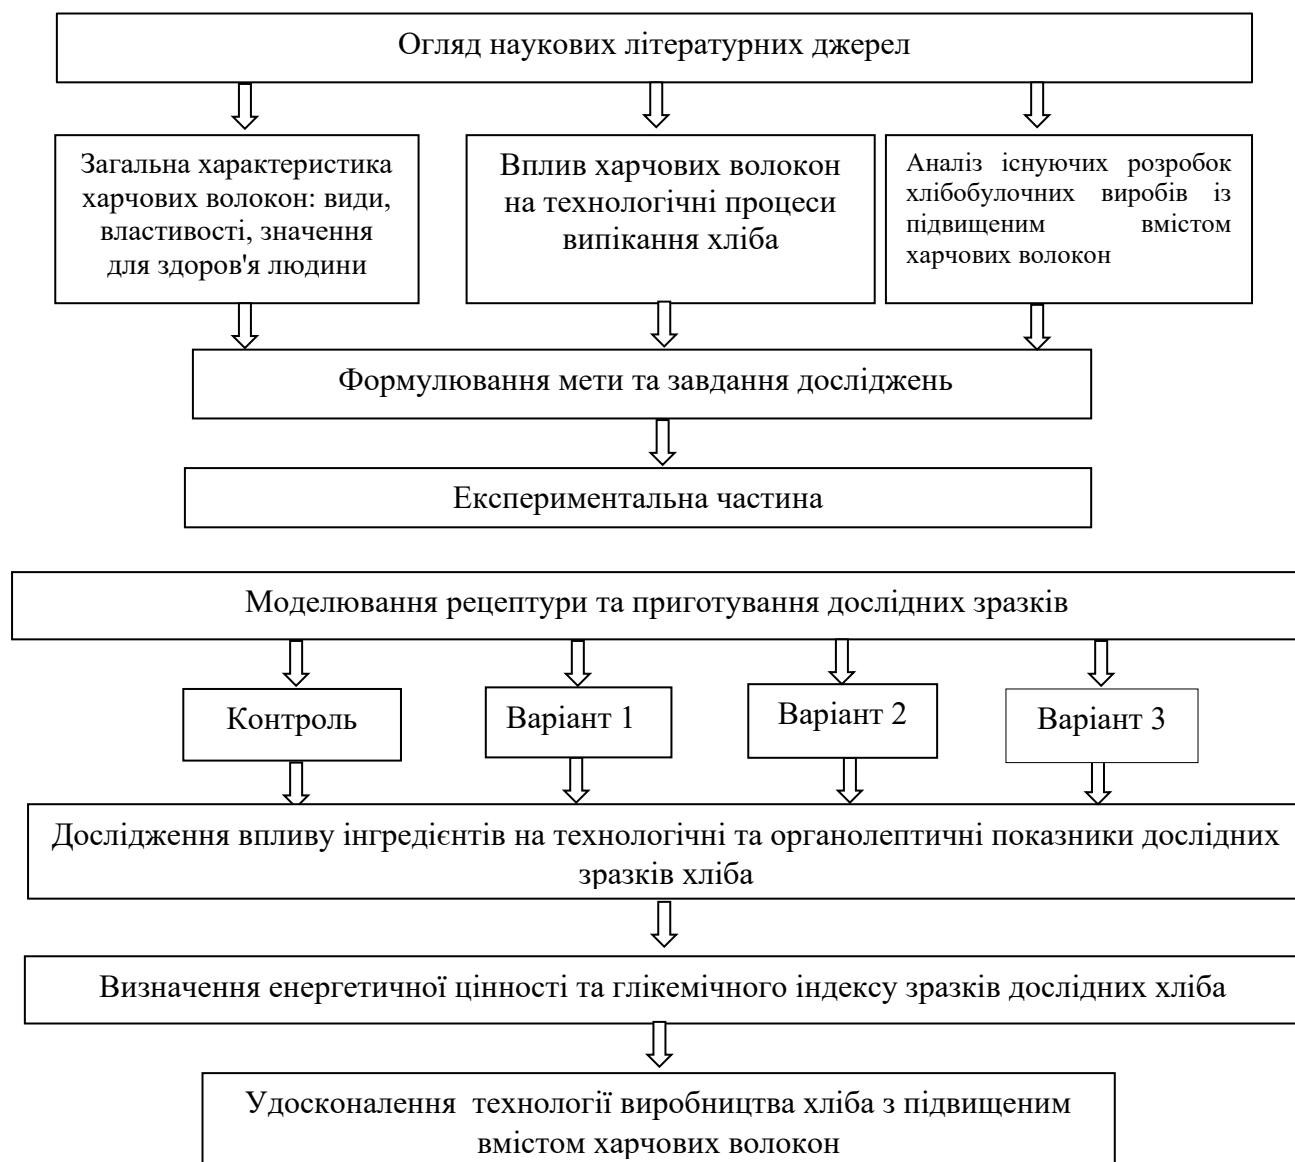 Огляд наукових літературних джерел
Загальна характеристика
харчових волокон: види,
властивості, значення
для здоров'я людини
Вплив харчових волокон
на технологічні процеси
випікання хліба
Аналіз існуючих розробок
хлібобулочних виробів із
підвищеним вмістом
харчових волокон
Формулювання мети та завдання досліджень
Експериментальна частина
Моделювання рецептури та приготування дослідних зразків
Контроль
Варіант 1
Варіант 2
Варіант 3
Дослідження впливу інгредієнтів на технологічні та органолептичні показники дослідних
зразків хліба
Визначення енергетичної цінності та глікемічного індексу зразків дослідних хліба
Удосконалення технології виробництва хліба з підвищеним
вмістом харчових волокон